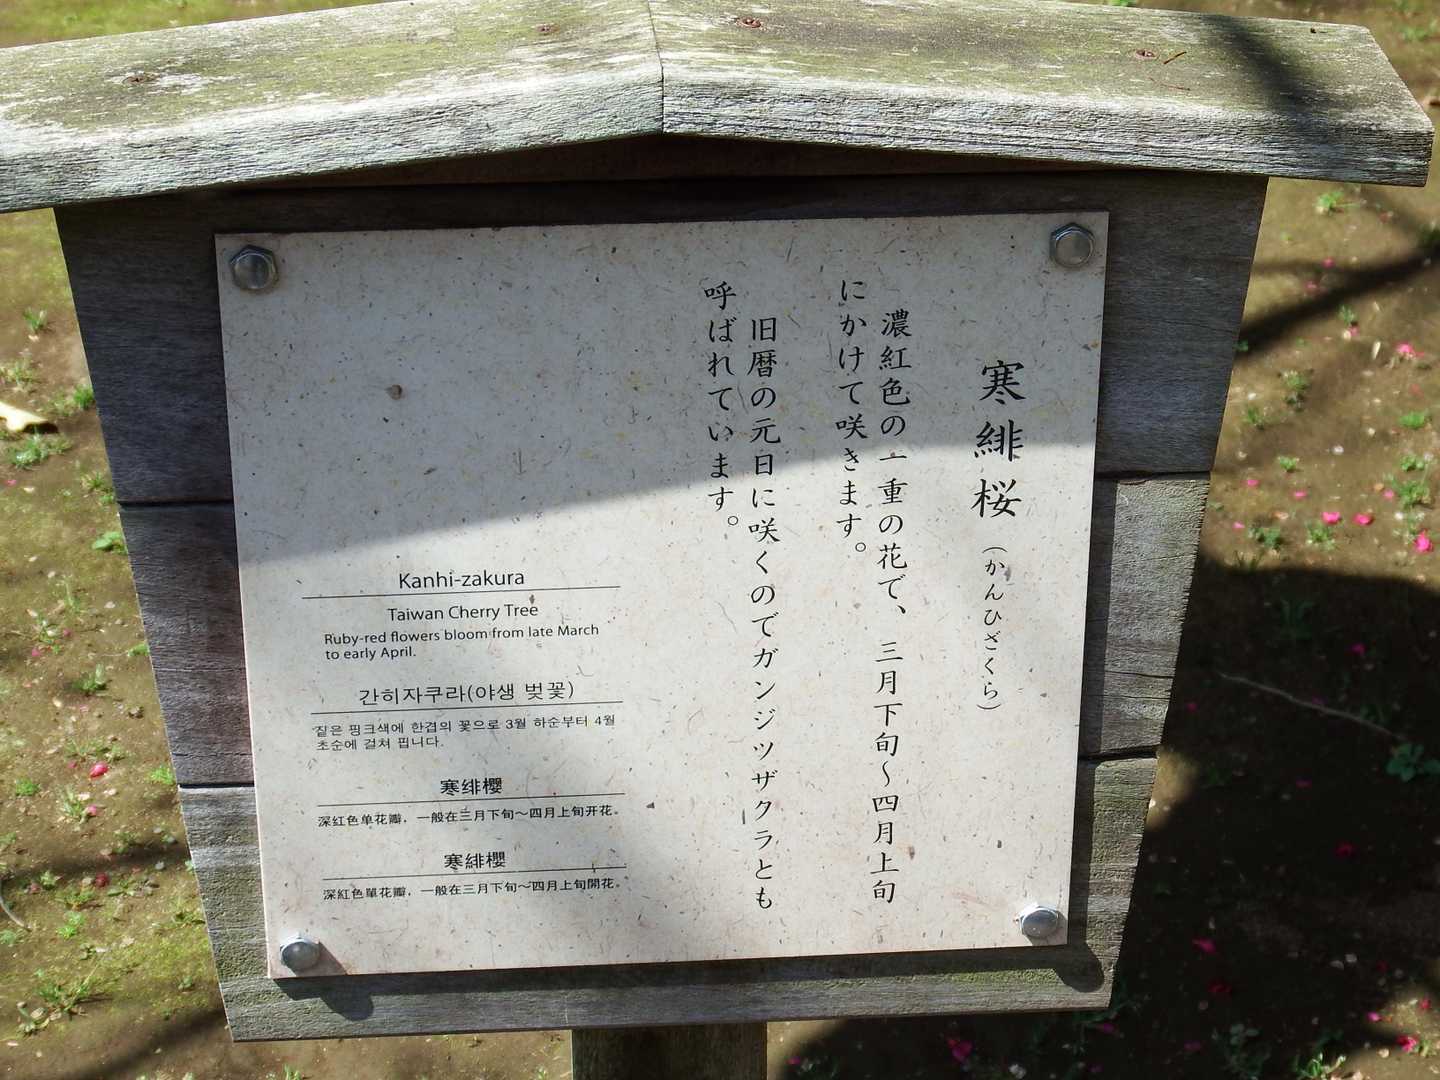 寒緋桜（かんひざくら）
濃紅色の一重の花で、三月下旬～四月上旬
にかけて咲きます。
旧暦の元日に咲くのでガンジツザクラとも
呼ばれています。
Kanhi-zakura
Taiwan Cherry Tree
Ruby-red flowers bloom from late March
to early April.
간히자쿠라(야생 벚꽃)
짙은 핑크색에 한겹의 꽃으로 3월 하순부터 4월
초순에 걸쳐 핍니다.
寒绯樱
深红色单花瓣，一般在三月下旬～四月上旬开花。
寒緋櫻
深紅色單花瓣，一般在三月下旬～四月上旬開花。